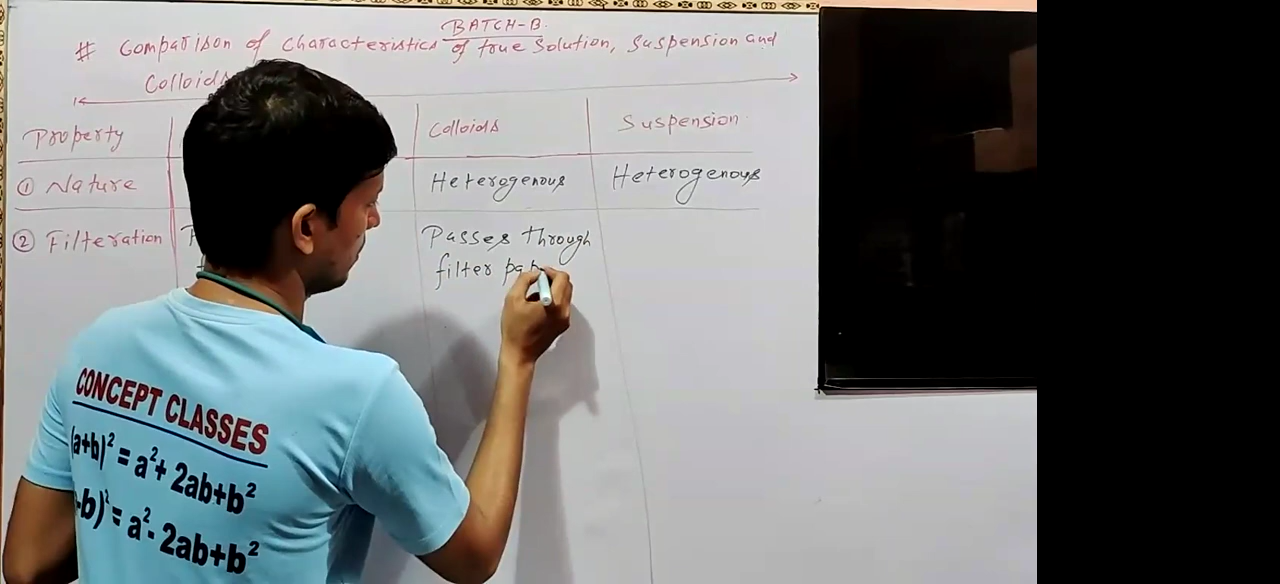 BATCH-B.
# Comparison of characteristics of true Solution, Suspension and
Colloids
Property Colloids Suspension
① Nature Heterogenous Heterogenous
② Filteration Passes through
filter pap
CONCEPT CLASSES
(a+b)² = a²+ 2ab+b²
-b)² = a²- 2ab+b²